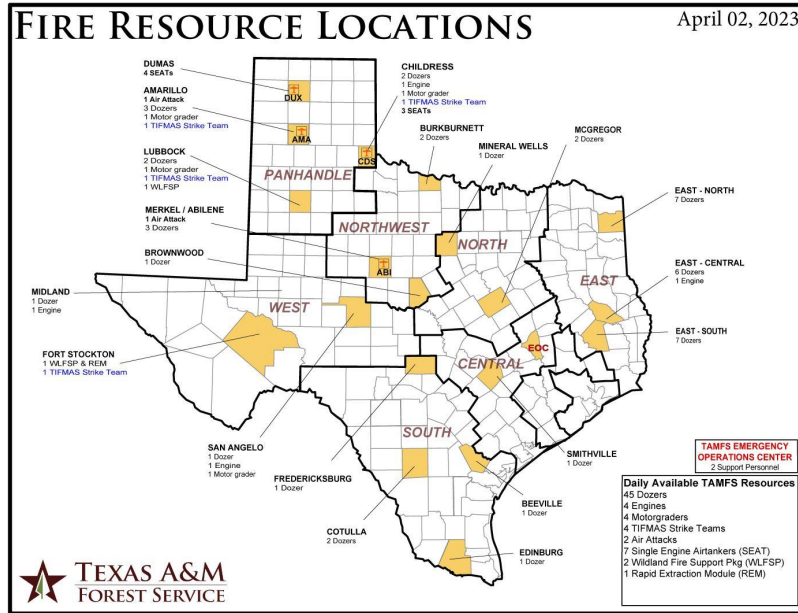 FIRE RESOURCE LOCATIONS
April 02, 2023
DUMAS
4 SEATs
AMARILLO
1 Air Attack
3 Dozers
1 Motor grader
1 TIFMAS Strike Team
LUBBOCK
2 Dozers
1 Motor grader
1 TIFMAS Strike Team
1 WLFSP
MERKEL / ABILENE
1 Air Attack
3 Dozers
BROWNWOOD
1 Dozer
MIDLAND
1 Dozer
1 Engine
FORT STOCKTON
1 WLFSP & REM
1 TIFMAS Strike Team
SAN ANGELO
1 Dozer
1 Engine
1 Motor grader
FREDERICKSBURG
1 Dozer
COTULLA
2 Dozers
CHILDRESS
2 Dozers
1 Engine
1 Motor grader
1 TIFMAS Strike Team
3 SEATs
BURKBURNETT
2 Dozers
MINERAL WELLS
1 Dozer
MCGREGOR
2 Dozers
EAST - NORTH
7 Dozers
EAST - CENTRAL
6 Dozers
1 Engine
EAST - SOUTH
7 Dozers
SMITHVILLE
1 Dozer
BEEVILLE
1 Dozer
EDINBURG
1 Dozer
DUX
AMA
CDS
PANHANDLE
NORTHWEST
NORTH
ABI
EAST
WEST
EOC
CENTRAL
SOUTH
TAMFS EMERGENCY
OPERATIONS CENTER
2 Support Personnel
Daily Available TAMFS Resources
45 Dozers
4 Engines
4 Motorgraders
4 TIFMAS Strike Teams
2 Air Attacks
7 Single Engine Airtankers (SEAT)
2 Wildland Fire Support Pkg (WLFSP)
1 Rapid Extraction Module (REM)
TEXAS A&M
FOREST SERVICE